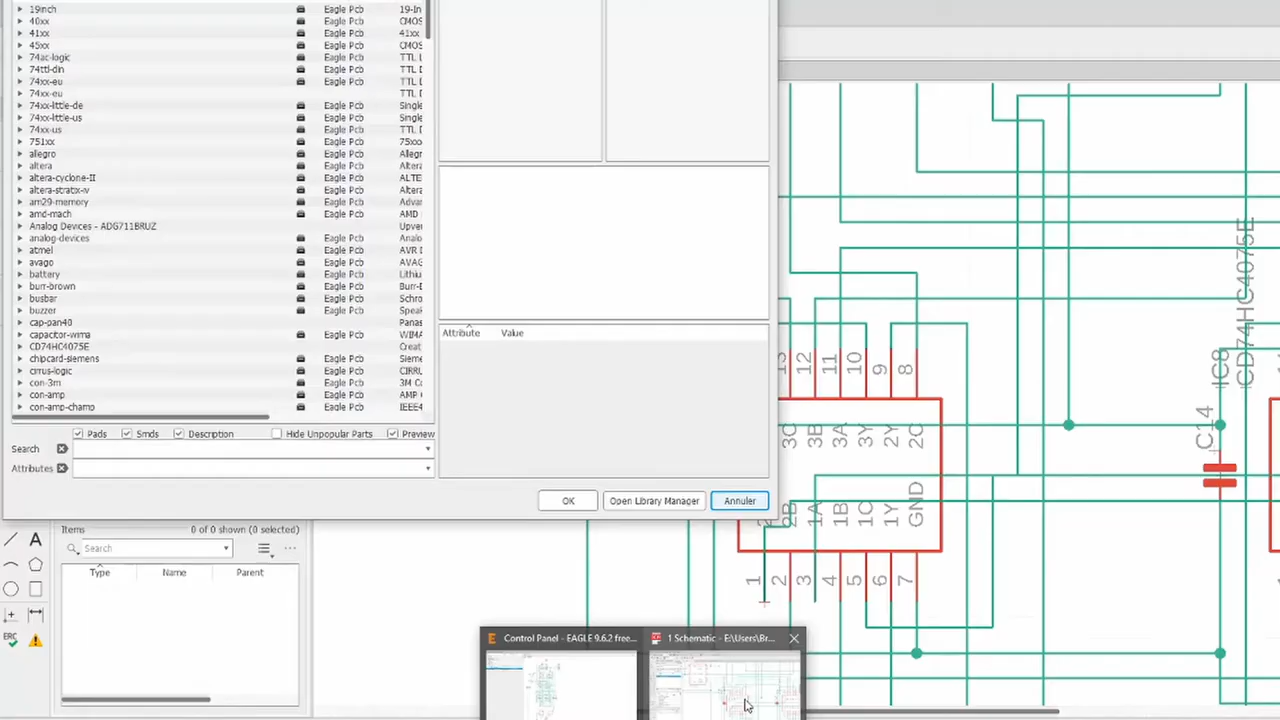 19inch Eagle Pcb 19-In
40xx Eagle Pcb CMOS
41xx Eagle Pcb 41xx
45xx Eagle Pcb CMOS
74ac-logic Eagle Pcb TTL L
74ttl-din Eagle Pcb TTL
74xx-eu Eagle Pcb TTL D
74xx-eu TTL D
74xx-little-de Eagle Pcb Single
74xx-little-us Eagle Pcb Single
74xx-us Eagle Pcb TTL D
751xx Eagle Pcb 75xxx
allegro Eagle Pcb Allegr
altera Eagle Pcb Altera
altera-cyclone-II Eagle Pcb ALTE
altera-stratix-iv Eagle Pcb Altera
am29-memory Eagle Pcb Advar
amd-mach Eagle Pcb AMD
Analog Devices - ADG711BRUZ Upver
analog-devices Eagle Pcb Analo
atmel Eagle Pcb AVR D
avago Eagle Pcb AVAG
battery Eagle Pcb Lithiu
burr-brown Eagle Pcb Burr-B
busbar Eagle Pcb Schro
buzzer Eagle Pcb Speak
cap-pan40 Panas
capacitor-wima Eagle Pcb WIMA
CD74HC4075E Creat
chipcard-siemens Eagle Pcb Sieme
cirrus-logic Eagle Pcb CIRRU
con-3m Eagle Pcb 3M Co
con-amp Eagle Pcb AMP
con-amp-champ Eagle Pcb IEEE4
Attribute Value
Pads Smds Description Hide Unpopular Parts Preview
Search
Attributes
OK Open Library Manager Annuler
Items 0 of 0 shown (0 selected)
Search
Type Name Parent
ERC
Control Panel - EAGLE 9.6.2 free...
1 Schematic - E:\Users\Br...
13 12 11 10 9 8
3C 3B 3A 3Y 2Y 2C
2B 1A 1B 1C 1Y GND
1 2 3 4 5 6 7
C14
IC8
CD74HC4075E